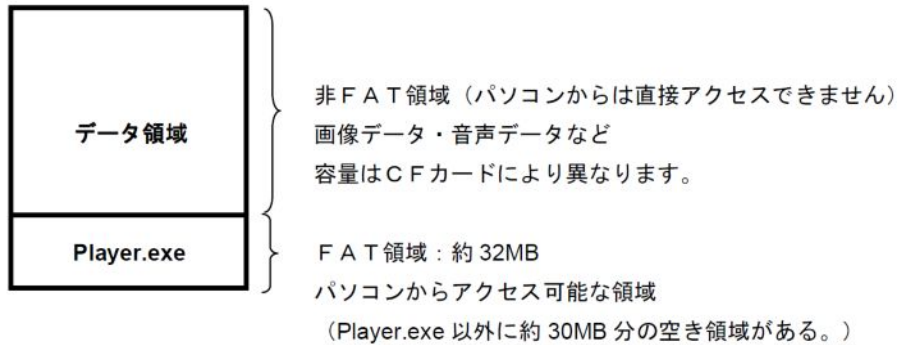 データ領域
非ＦＡＴ領域（パソコンからは直接アクセスできません）
画像データ・音声データなど
容量はＣＦカードにより異なります。
Player.exe
ＦＡＴ領域：約 32MB
パソコンからアクセス可能な領域
（Player.exe 以外に約 30MB 分の空き領域がある。）